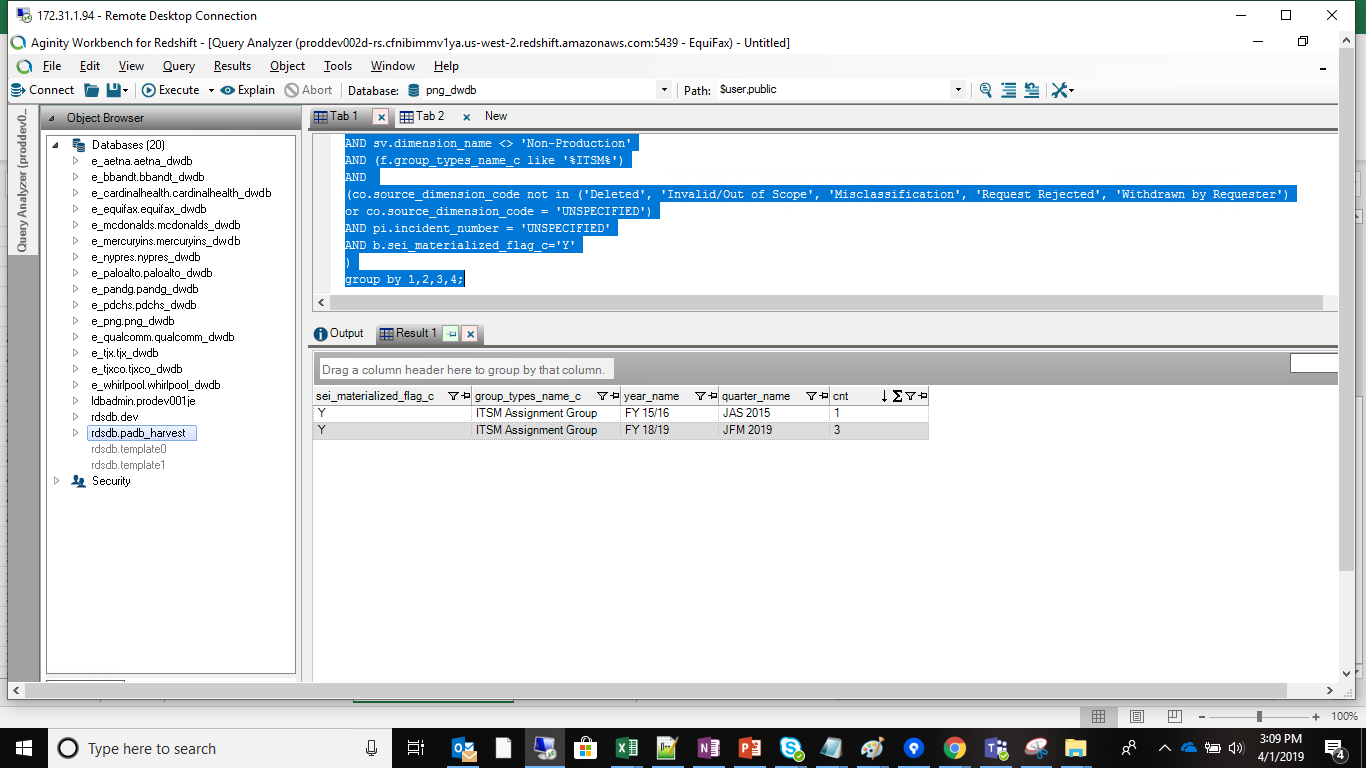 172.31.1.94 - Remote Desktop Connection
Aginity Workbench for Redshift - [Query Analyzer (proddev002d-rs.cfnibimmv1ya.us-west-2.redshift.amazonaws.com:5439 - EquiFax) - Untitled]
File Edit View Query Results Object Tools Window Help
Connect Execute Explain Abort Database: png_dwdb Path: $user,public
Query Analyzer (proddev0...
Object Browser
Databases (20)
e_aetna.aetna_dwdb
e_bbandt.bbandt_dwdb
e_cardinalhealth.cardinalhealth_dwdb
e_equifax.equifax_dwdb
e_mcdonalds.mcdonalds_dwdb
e_mercuryins.mercuryins_dwdb
e_nypres.nypres_dwdb
e_paloalto.paloalto_dwdb
e_pandg.pandg_dwdb
e_pdchs.pdchs_dwdb
e_png.png_dwdb
e_qualcomm.qualcomm_dwdb
e_tjx.tjx_dwdb
e_tjxco.tjxco_dwdb
e_whirlpool.whirlpool_dwdb
ldbadmin.prodev001je
rdsdb.dev
rdsdb.padb_harvest
rdsdb.template0
rdsdb.template1
Security
Tab 1 Tab 2 New
AND sv.dimension_name <> 'Non-Production'
AND (f.group_types_name_c like '%ITSM%')
AND
(co.source_dimension_code not in ('Deleted', 'Invalid/Out of Scope', 'Misclassification', 'Request Rejected', 'Withdrawn by Requester')
or co.source_dimension_code = 'UNSPECIFIED')
AND pi.incident_number = 'UNSPECIFIED'
AND b.sei_materialized_flag_c='Y'
)
group by 1,2,3,4;
Output Result 1
Drag a column header here to group by that column.
sei_materialized_flag_c group_types_name_c year_name quarter_name cnt
Y ITSM Assignment Group FY 15/16 JAS 2015 1
Y ITSM Assignment Group FY 18/19 JFM 2019 3
100%
Type here to search
3:09 PM
4/1/2019
4